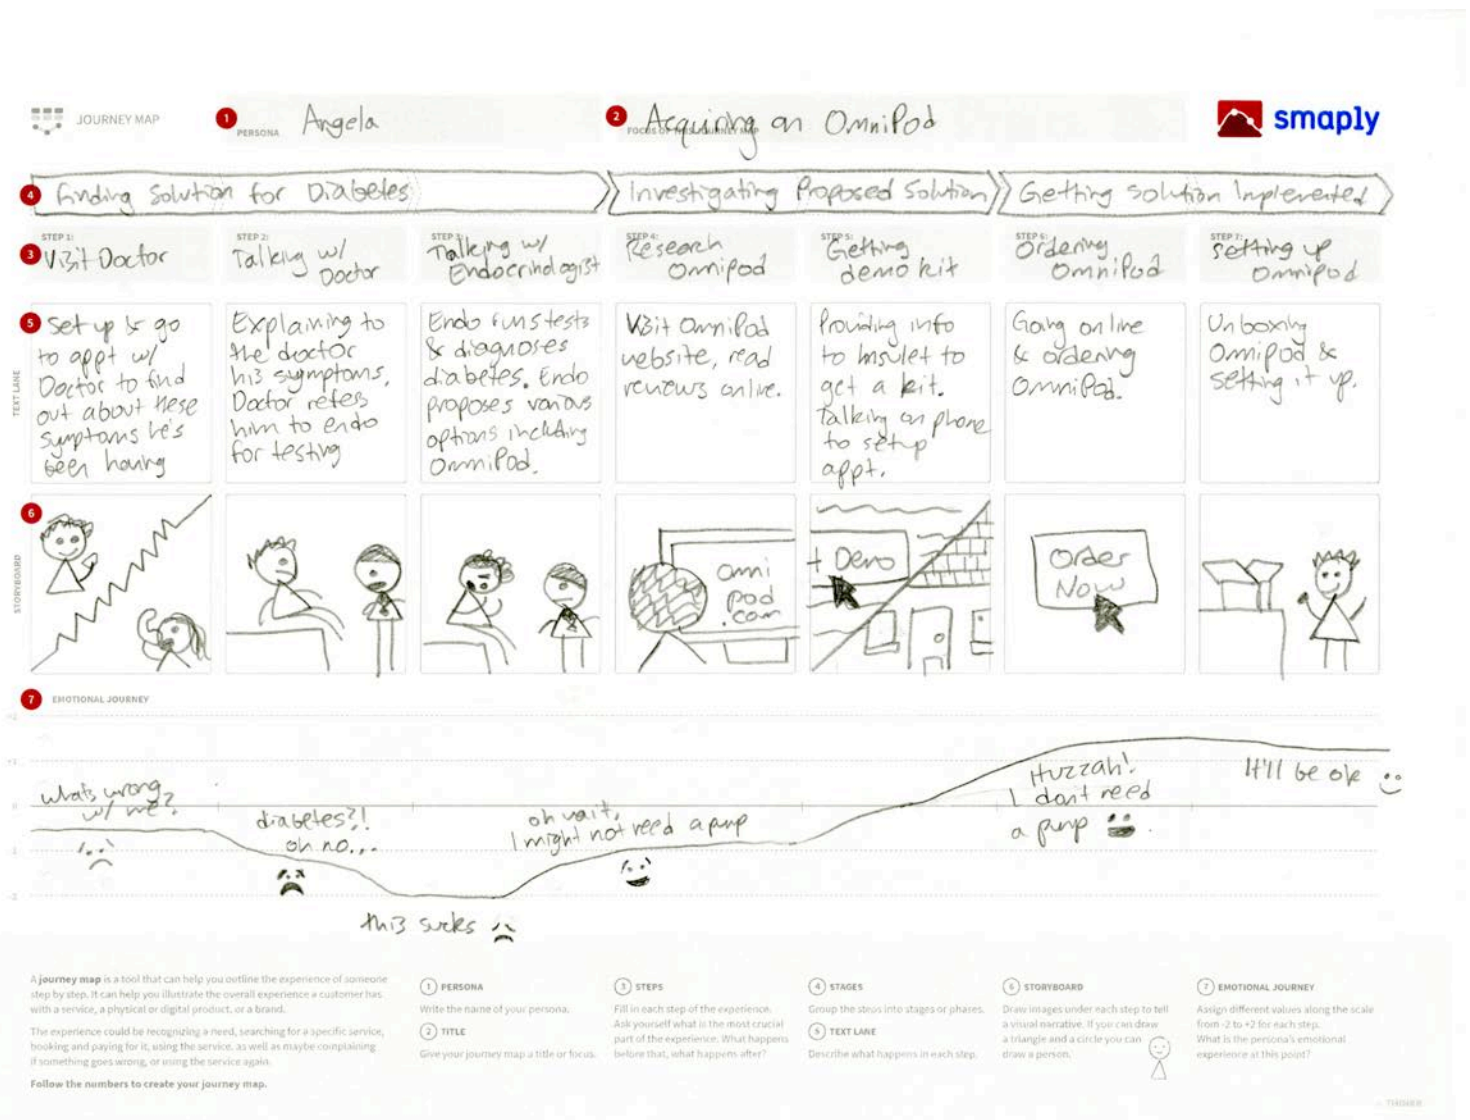 JOURNEY MAP
1
PERSONA
Angela
2
FOCUS OF THIS JOURNEY MAP
Acquiring an OmniPod
smaply
4
Finding Solution for Diabetes
Investigating Proposed Solution
Getting Solution Implemented
3
STEP 1:
Visit Doctor
STEP 2:
Talking w/
Doctor
STEP 3:
Talking w/
Endocrinologist
STEP 4:
Research
Omnipod
STEP 5:
Getting
demo kit
STEP 6:
Ordering
OmniPod
STEP 7:
Setting up
Omnipod
5
TEXT LANE
Set up & go
to appt w/
Doctor to find
out about these
symptoms he's
been having
Explaining to
the doctor
his symptoms.
Doctor refers
him to endo
for testing
Endo runs tests
& diagnoses
diabetes. Endo
proposes various
options including
OmniPod.
Visit OmniPod
website, read
reviews online.
Providing info
to Insulet to
get a kit.
Talking on phone
to setup
appt.
Going online
& ordering
OmniPod.
Unboxing
Omnipod &
setting it up.
6
STORYBOARD
Omni
pod
.com
t Demo
Order
Now
7
EMOTIONAL JOURNEY
+2
+1
0
-1
-2
whats wrong
w/ me?
diabetes?!
oh no...
this sucks
oh wait,
I might not need a pump
Huzzah!
I don't need
a pump
It'll be ok
A journey map is a tool that can help you outline the experience of someone
step by step. It can help you illustrate the overall experience a customer has
with a service, a physical or digital product, or a brand.
The experience could be recognizing a need, searching for a specific service,
booking and paying for it, using the service, as well as maybe complaining
if something goes wrong, or using the service again.
Follow the numbers to create your journey map.
1 PERSONA
Write the name of your persona.
2 TITLE
Give your journey map a title or focus.
3 STEPS
Fill in each step of the experience.
Ask yourself what is the most crucial
part of the experience. What happens
before that, what happens after?
4 STAGES
Group the steps into stages or phases.
5 TEXT LANE
Describe what happens in each step.
6 STORYBOARD
Draw images under each step to tell
a visual narrative. If you can draw
a triangle and a circle you can
draw a person.
7 EMOTIONAL JOURNEY
Assign different values along the scale
from -2 to +2 for each step.
What is the persona's emotional
experience at this point?